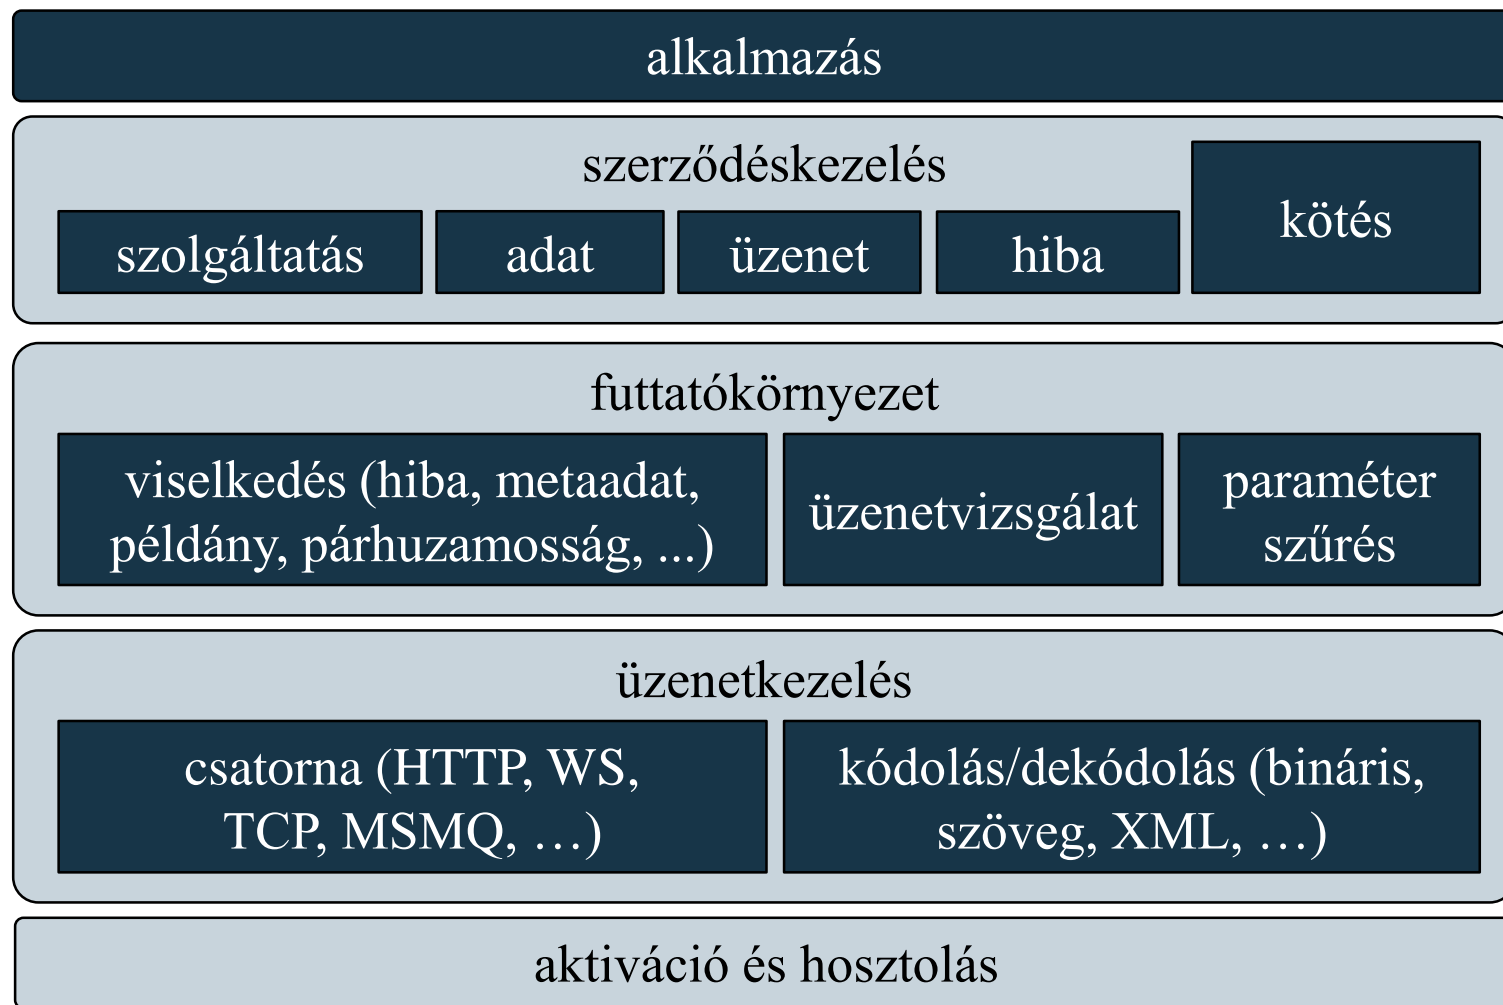 alkalmazás
szerződéskezelés
szolgáltatás
adat
üzenet
hiba
kötés
futtatókörnyezet
viselkedés (hiba, metaadat,
példány, párhuzamosság, ...)
üzenetvizsgálat
paraméter
szűrés
üzenetkezelés
csatorna (HTTP, WS,
TCP, MSMQ, …)
kódolás/dekódolás (bináris,
szöveg, XML, …)
aktiváció és hosztolás